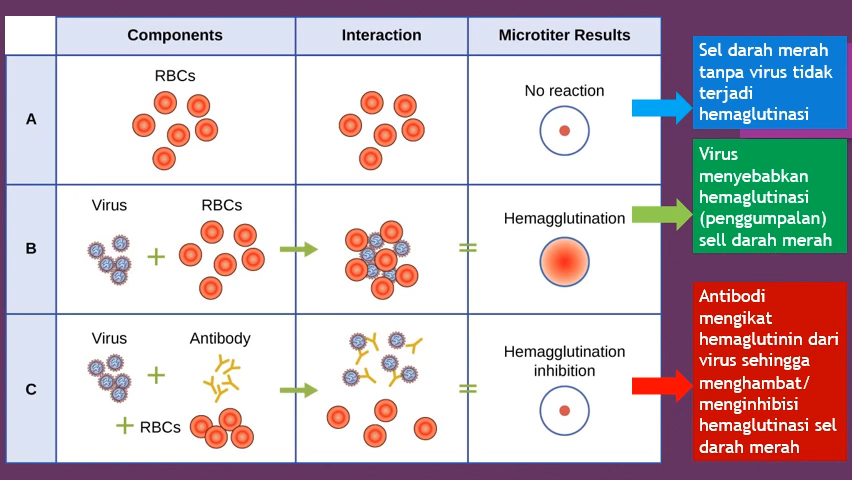 Components
Interaction
Microtiter Results
A
RBCs
No reaction
Sel darah merah
tanpa virus tidak
terjadi
hemaglutinasi
B
Virus
+
RBCs
=
Hemagglutination
Virus
menyebabkan
hemaglutinasi
(penggumpalan)
sell darah merah
C
Virus
+
Antibody
+ RBCs
=
Hemagglutination
inhibition
Antibodi
mengikat
hemaglutinin dari
virus sehingga
menghambat/
menginhibisi
hemaglutinasi sel
darah merah